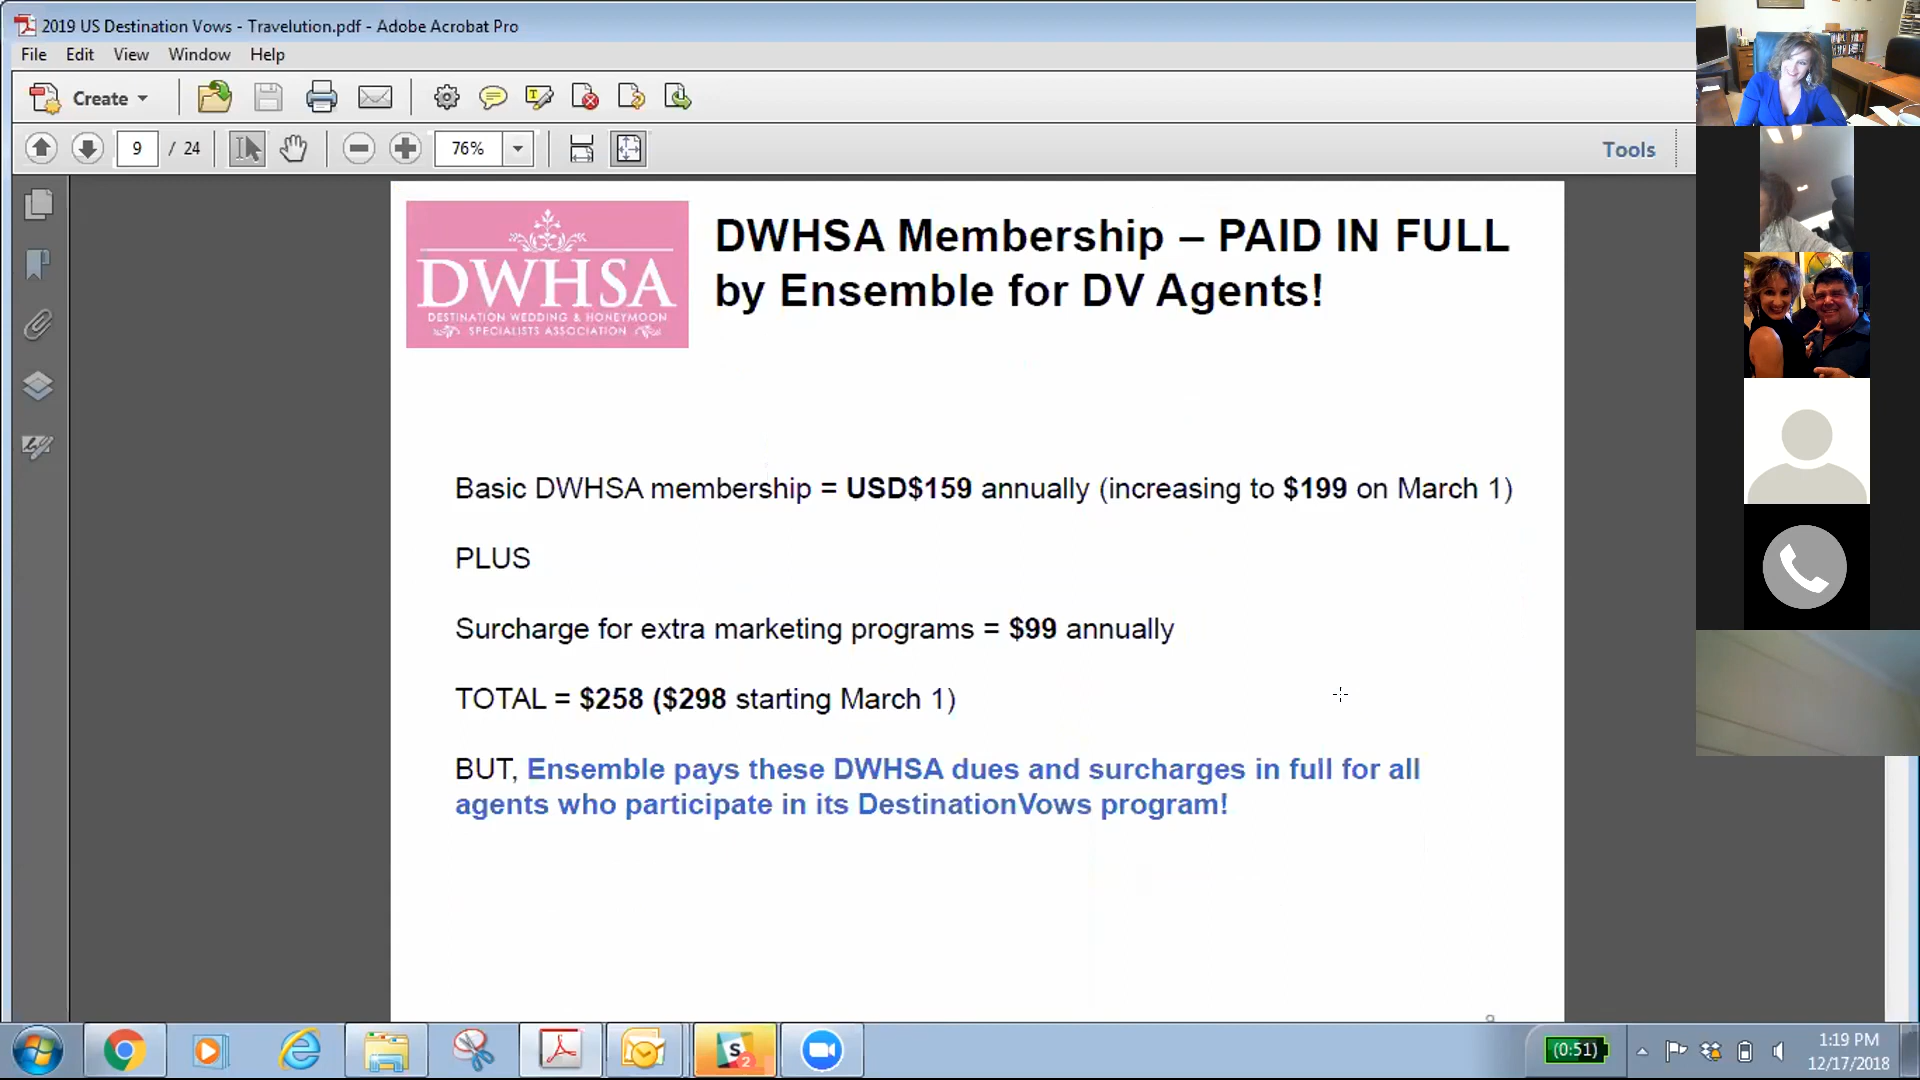 2019 US Destination Vows - Travelution.pdf - Adobe Acrobat Pro
File Edit View Window Help
Create
9 / 24 76% Tools
DWHSA
DESTINATION WEDDING & HONEYMOON
SPECIALISTS ASSOCIATION
DWHSA Membership – PAID IN FULL
by Ensemble for DV Agents!
Basic DWHSA membership = USD$159 annually (increasing to $199 on March 1)
PLUS
Surcharge for extra marketing programs = $99 annually
TOTAL = $258 ($298 starting March 1)
BUT, Ensemble pays these DWHSA dues and surcharges in full for all
agents who participate in its DestinationVows program!
S
2
(0:51)
1:19 PM
12/17/2018